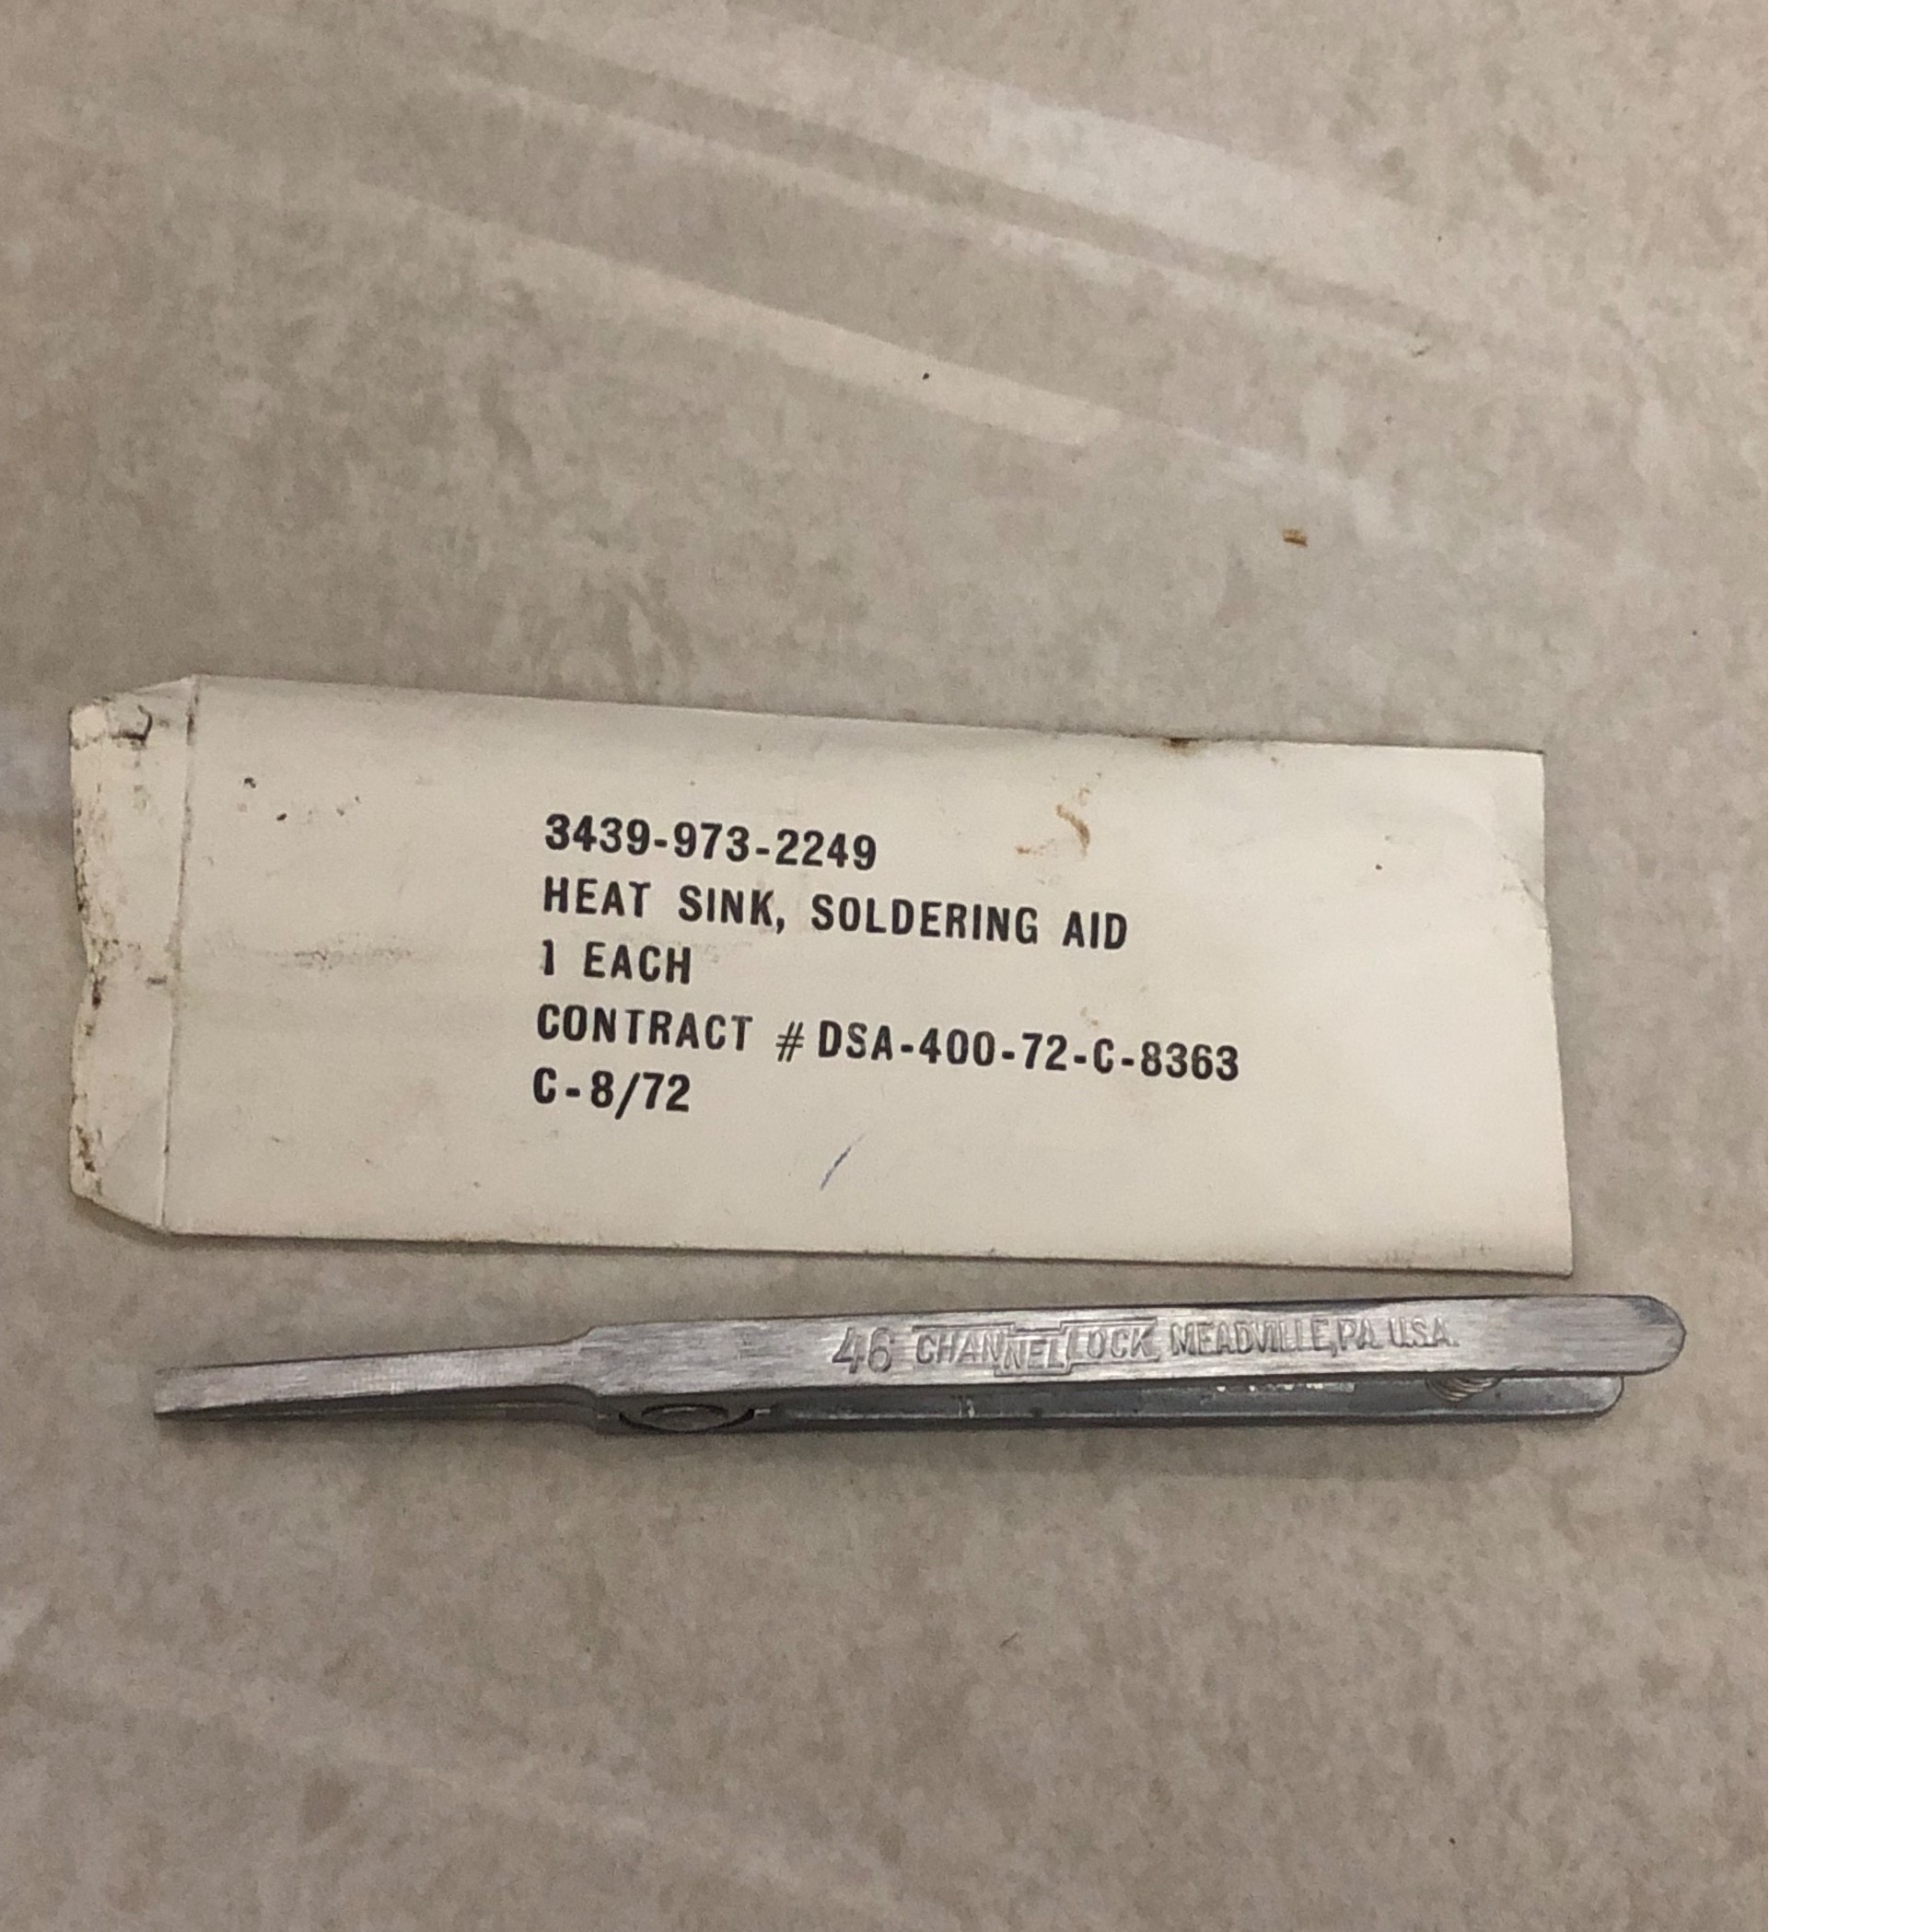 3439-973-2249
HEAT SINK, SOLDERING AID
1 EACH
CONTRACT # DSA-400-72-C-8363
C-8/72
46 CHANNELLOCK MEADVILLE, PA. U.S.A.